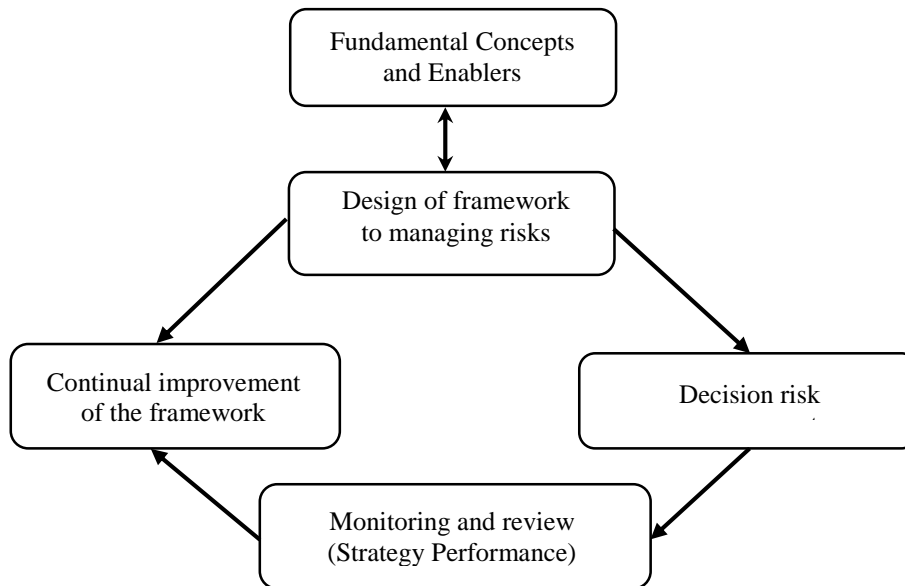 Fundamental Concepts
and Enablers
Design of framework
to managing risks
Continual improvement
of the framework
Decision risk
Monitoring and review
(Strategy Performance)